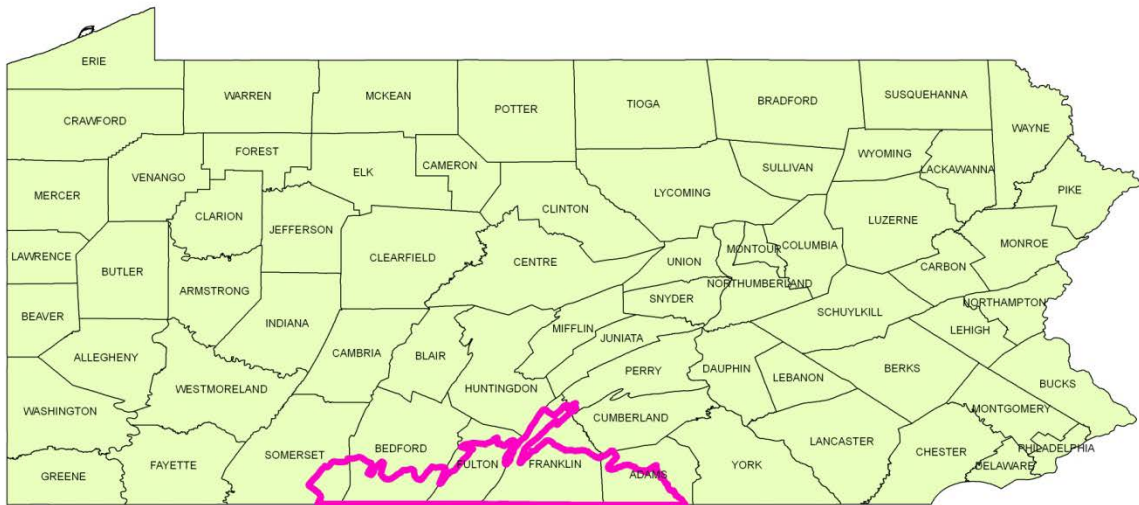 ERIE
WARREN
MCKEAN
POTTER
TIOGA
BRADFORD
SUSQUEHANNA
CRAWFORD
WAYNE
FOREST
ELK
CAMERON
SULLIVAN
WYOMING
LACKAWANNA
MERCER
VENANGO
LYCOMING
PIKE
CLARION
JEFFERSON
CLINTON
LUZERNE
LAWRENCE
BUTLER
CLEARFIELD
CENTRE
UNION
MONTOUR
COLUMBIA
MONROE
CARBON
ARMSTRONG
NORTHUMBERLAND
SNYDER
BEAVER
INDIANA
SCHUYLKILL
NORTHAMPTON
MIFFLIN
JUNIATA
LEHIGH
ALLEGHENY
CAMBRIA
BLAIR
PERRY
DAUPHIN
LEBANON
BERKS
WESTMORELAND
HUNTINGDON
BUCKS
WASHINGTON
CUMBERLAND
MONTGOMERY
LANCASTER
SOMERSET
BEDFORD
CHESTER
PHILADELPHIA
GREENE
FAYETTE
FULTON
FRANKLIN
ADAMS
YORK
DELAWARE